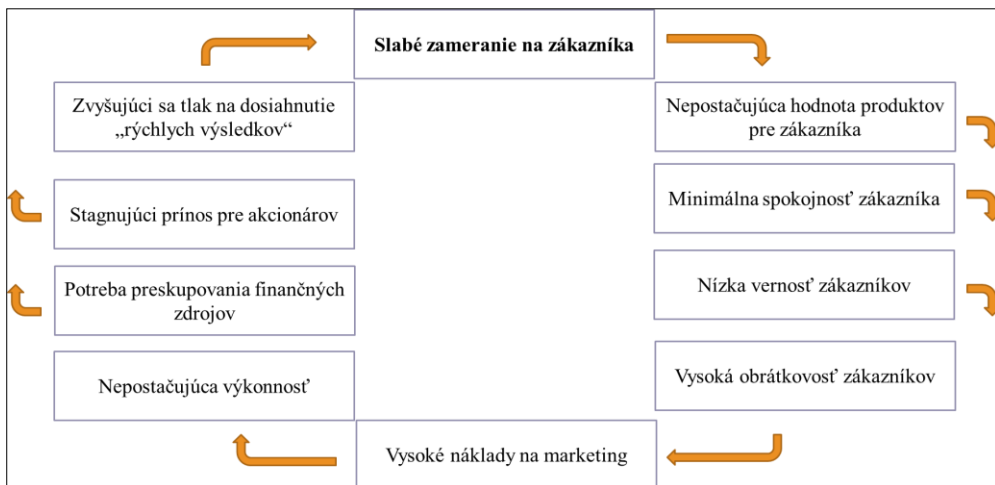 Slabé zameranie na zákazníka
Nepostačujúca hodnota produktov
pre zákazníka
Minimálna spokojnosť zákazníka
Nízka vernosť zákazníkov
Vysoká obrátkovosť zákazníkov
Vysoké náklady na marketing
Nepostačujúca výkonnosť
Potreba preskupovania finančných
zdrojov
Stagnujúci prínos pre akcionárov
Zvyšujúci sa tlak na dosiahnutie
„rýchlych výsledkov“